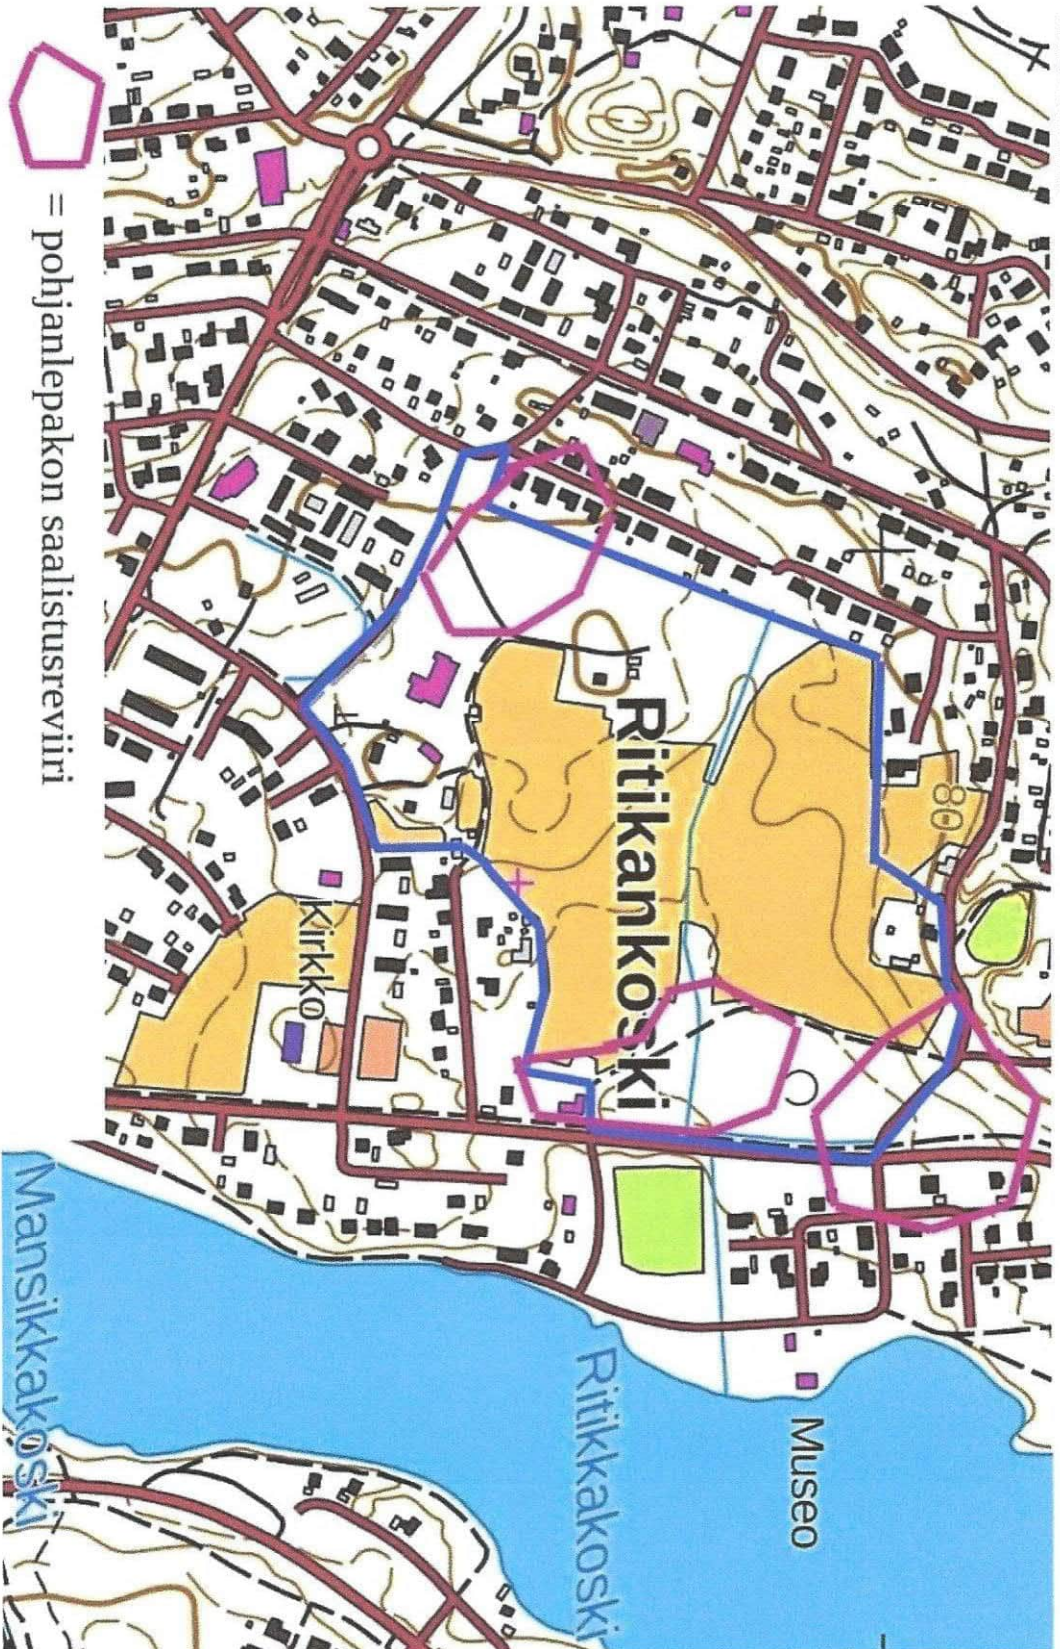 Ritikankoski
80
Kirkko
Museo
Ritikkakoski
Mansikkakoski
= pohjanlepakon saalistusreviiri